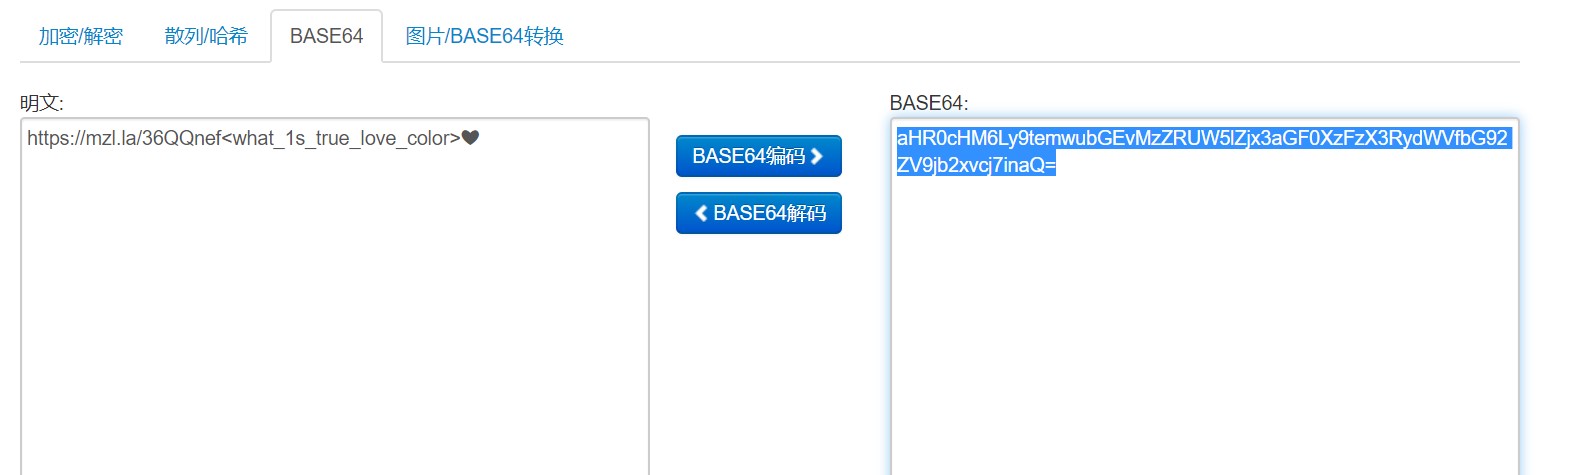 加密/解密 散列/哈希 BASE64 图片/BASE64转换
明文: BASE64:
https://mzl.la/36QQnef<what_1s_true_love_color>❤
BASE64编码
BASE64解码
aHR0cHM6Ly9temwubGEvMzZRUW5lZjx3aGF0XzFzX3RydWVfbG92
ZV9jb2xvcj7inaQ=